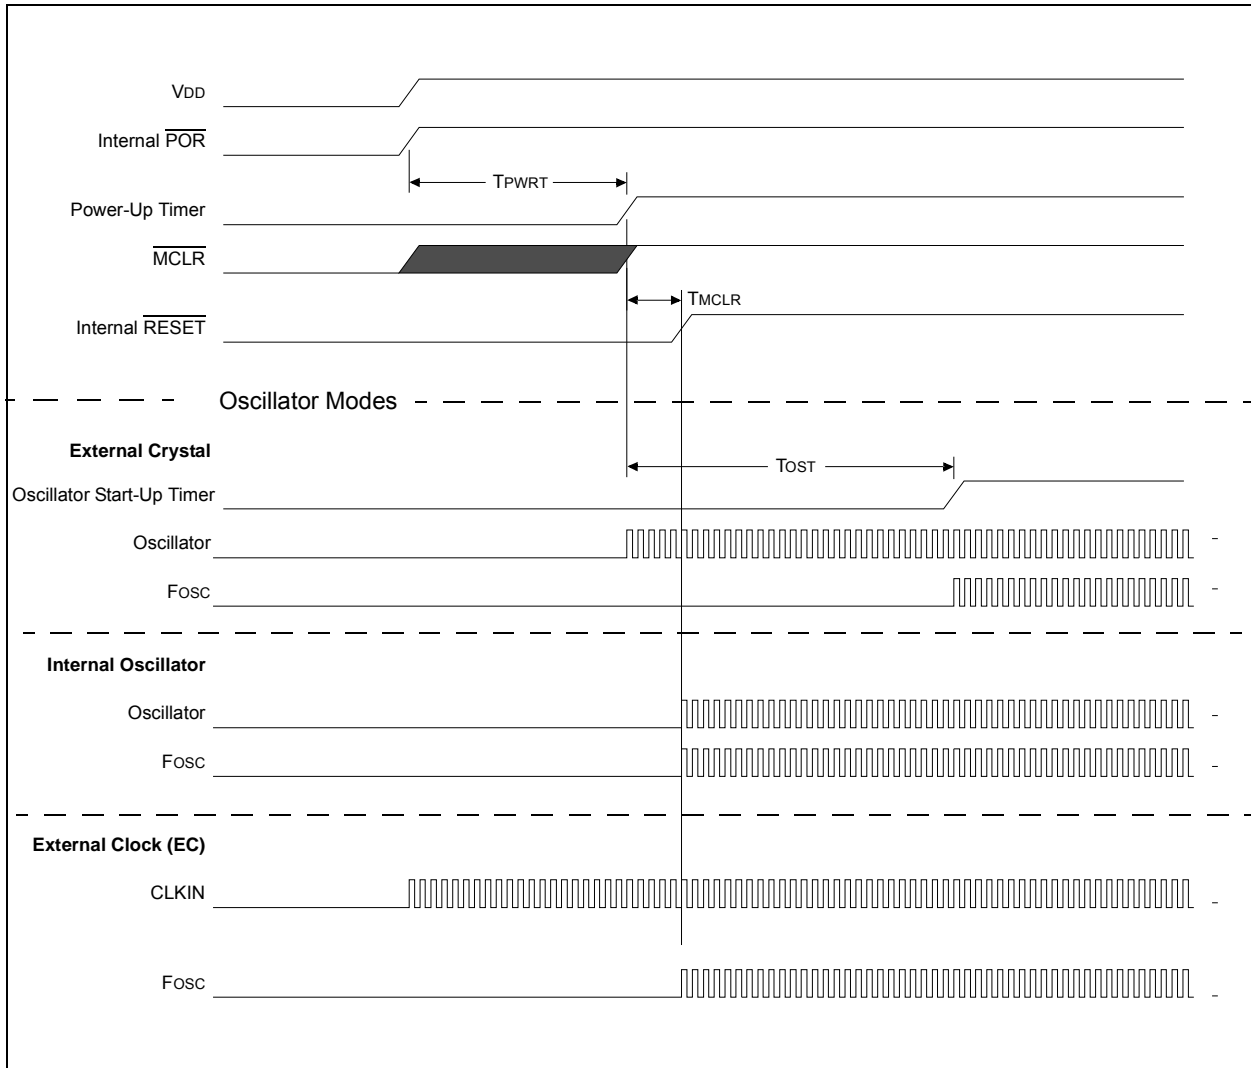 VDD
Internal POR
TPWRT
Power-Up Timer
MCLR
TMCLR
Internal RESET
Oscillator Modes
External Crystal
TOST
Oscillator Start-Up Timer
Oscillator
FOSC
Internal Oscillator
Oscillator
FOSC
External Clock (EC)
CLKIN
FOSC